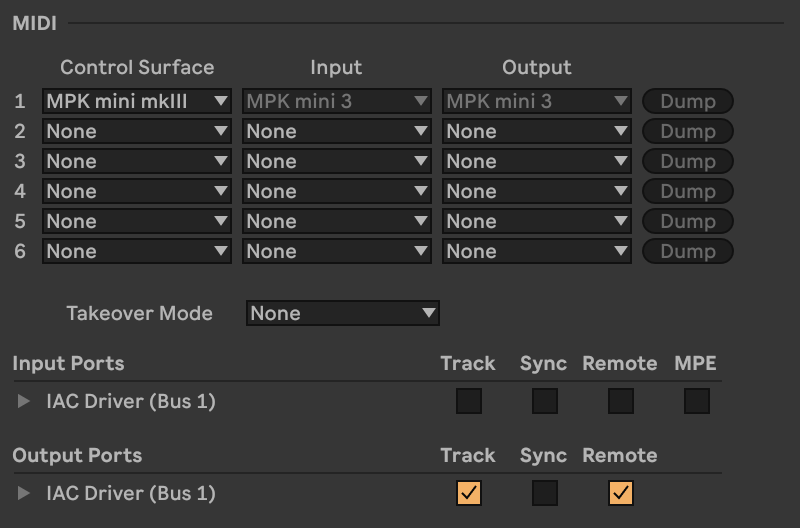 MIDI
Control Surface Input Output
1 MPK mini mkIII MPK mini 3 MPK mini 3 Dump
2 None None None Dump
3 None None None Dump
4 None None None Dump
5 None None None Dump
6 None None None Dump
Takeover Mode None
Input Ports Track Sync Remote MPE
IAC Driver (Bus 1)
Output Ports Track Sync Remote
IAC Driver (Bus 1)